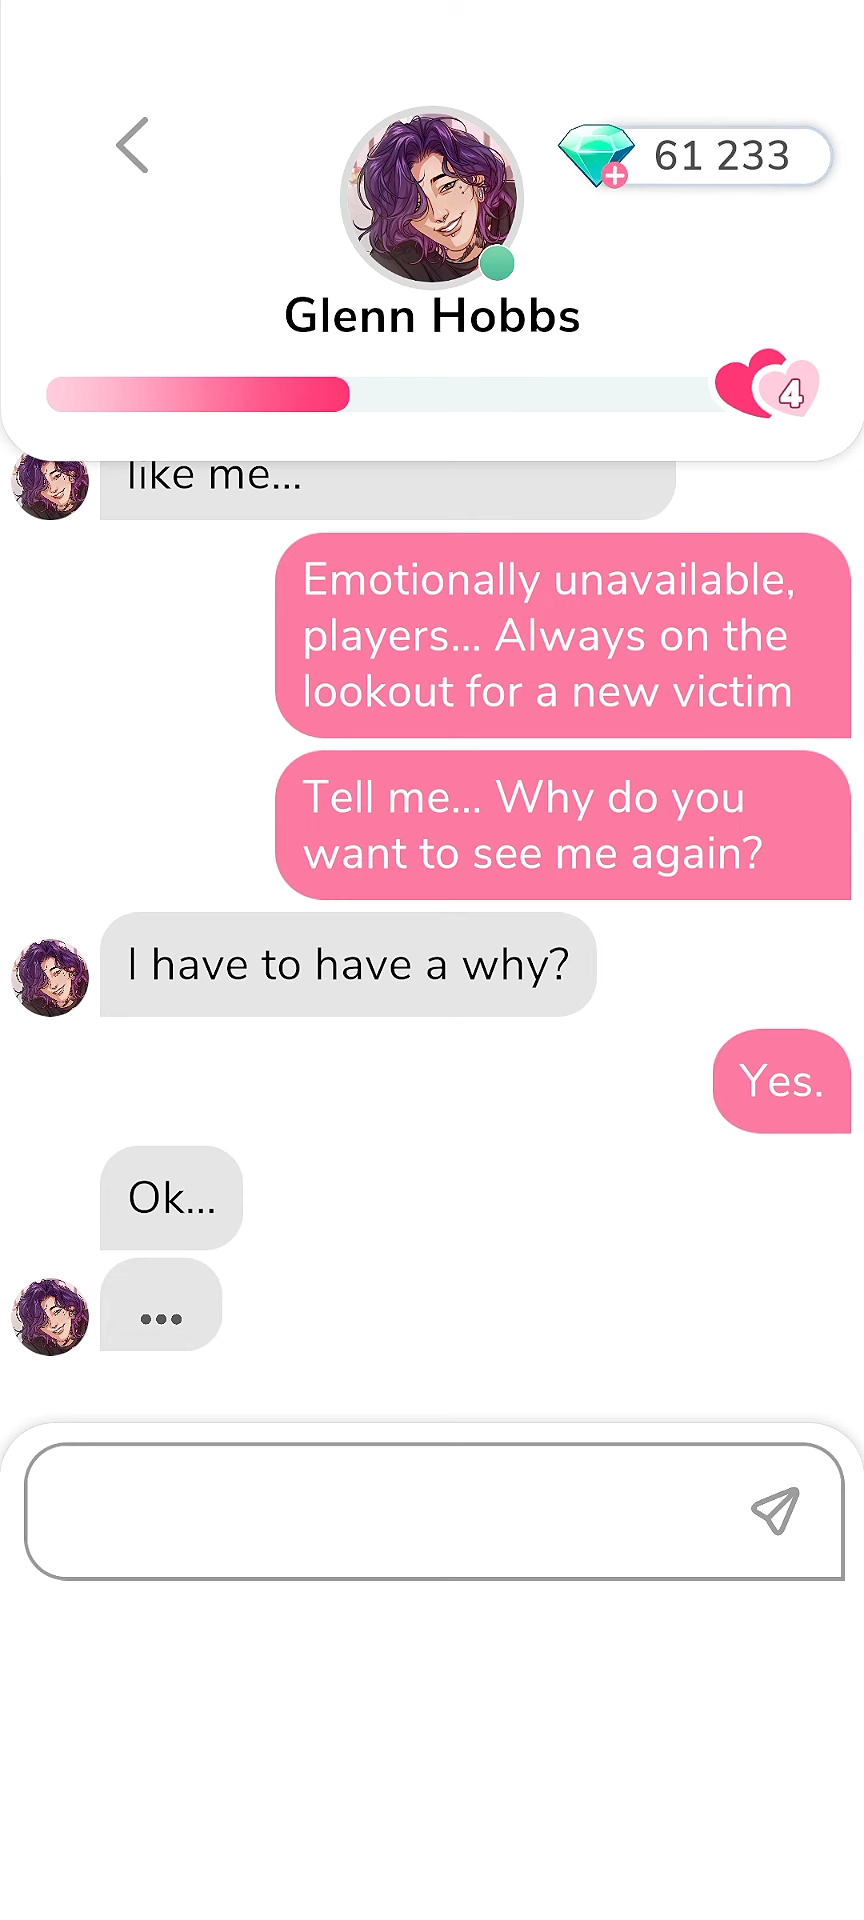 61 233
Glenn Hobbs
4
like me...
Emotionally unavailable,
players... Always on the
lookout for a new victim
Tell me... Why do you
want to see me again?
I have to have a why?
Yes.
Ok...
...